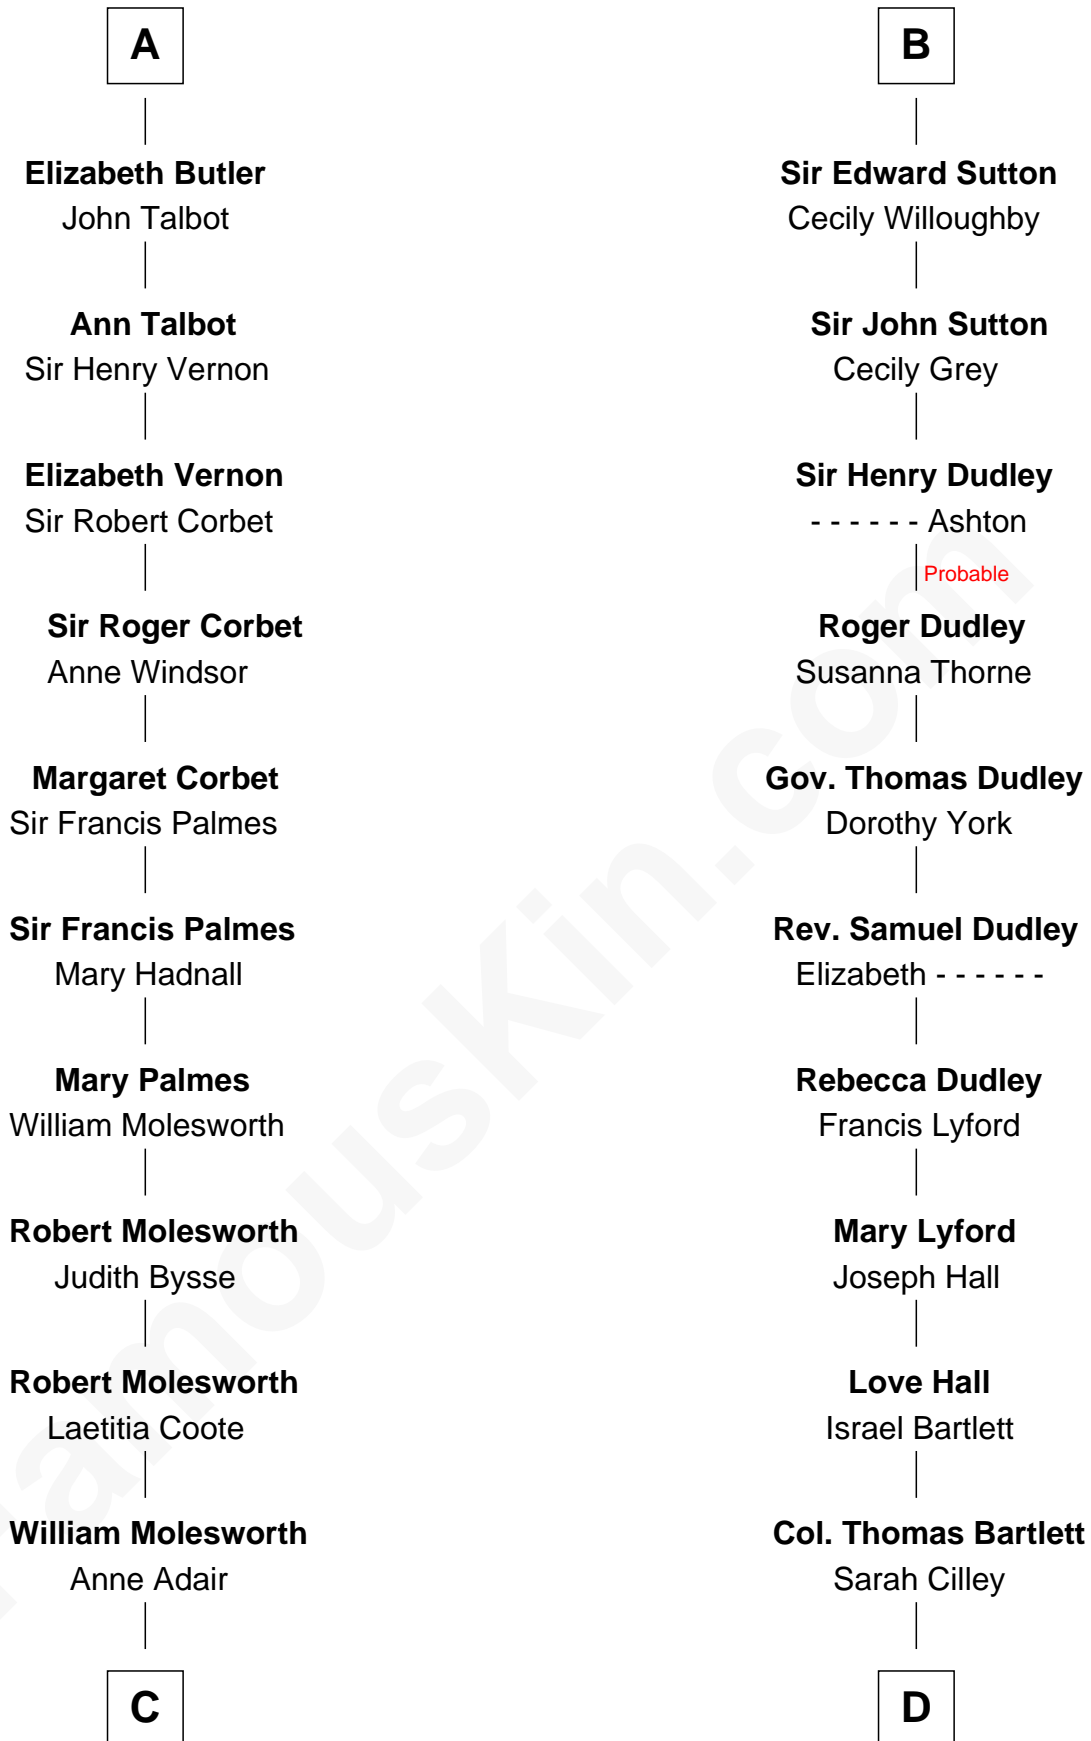 A
Elizabeth Butler
John Talbot
Ann Talbot
Sir Henry Vernon
Elizabeth Vernon
Sir Robert Corbet
Sir Roger Corbet
Anne Windsor
Margaret Corbet
Sir Francis Palmes
Sir Francis Palmes
Mary Hadnall
Mary Palmes
William Molesworth
Robert Molesworth
Judith Bysse
Robert Molesworth
Laetitia Coote
William Molesworth
Anne Adair
C
B
Sir Edward Sutton
Cecily Willoughby
Sir John Sutton
Cecily Grey
Sir Henry Dudley
- - - - - - Ashton
Probable
Roger Dudley
Susanna Thorne
Gov. Thomas Dudley
Dorothy York
Rev. Samuel Dudley
Elizabeth - - - - - -
Rebecca Dudley
Francis Lyford
Mary Lyford
Joseph Hall
Love Hall
Israel Bartlett
Col. Thomas Bartlett
Sarah Cilley
D
FamousKin.com